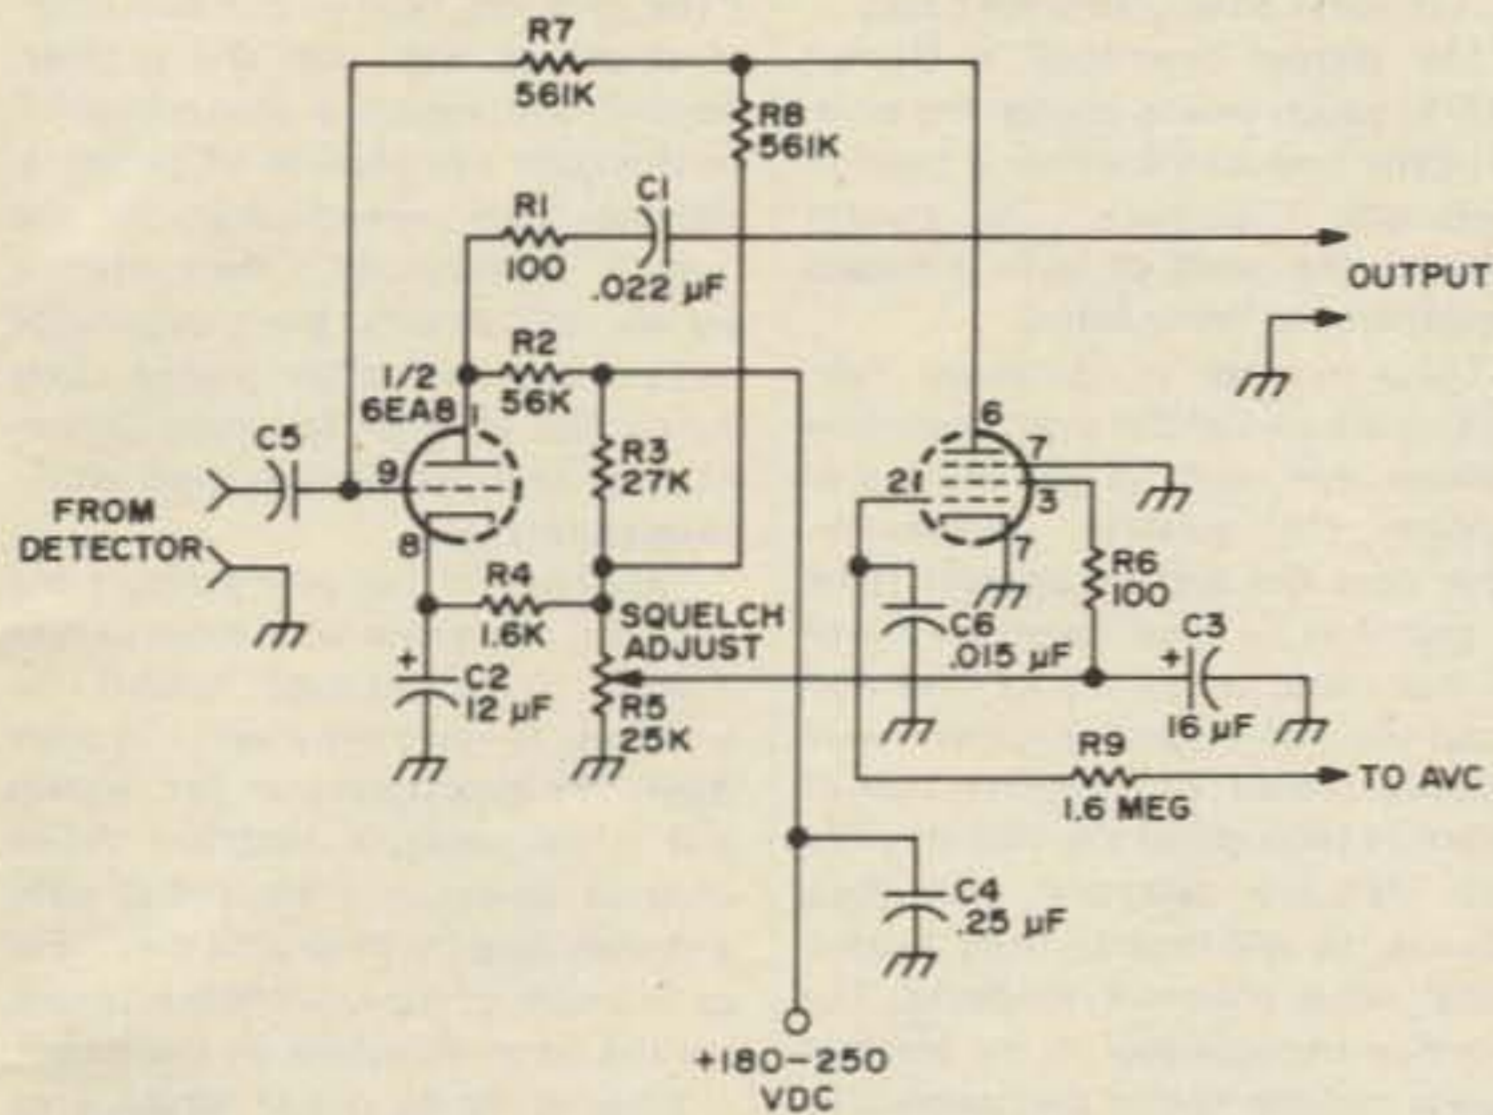 R7
561K
R8
561K
R1
100
C1
.022 µF
OUTPUT
R2
56K
1/2
6EA8
1
C5
9
8
FROM
DETECTOR
R3
27K
R4
1.6K
SQUELCH
ADJUST
+
C2
12 µF
R5
25K
6
7
21
3
7
R6
100
C6
.015 µF
C3
+
16 µF
R9
1.6 MEG
TO AVC
C4
.25 µF
+180-250
VDC